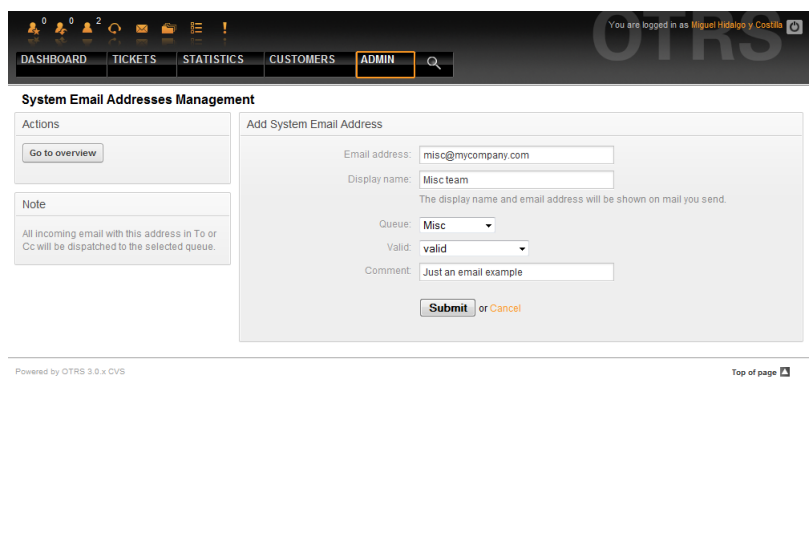 0 0 2
You are logged in as Miguel Hidalgo y Costilla
OTRS
DASHBOARD TICKETS STATISTICS CUSTOMERS ADMIN
System Email Addresses Management
Actions
Go to overview
Note
All incoming email with this address in To or
Cc will be dispatched to the selected queue.
Add System Email Address
Email address: misc@mycompany.com
Display name: Misc team
The display name and email address will be shown on mail you send.
Queue: Misc
Valid: valid
Comment: Just an email example
Submit or Cancel
Powered by OTRS 3.0.x CVS
Top of page